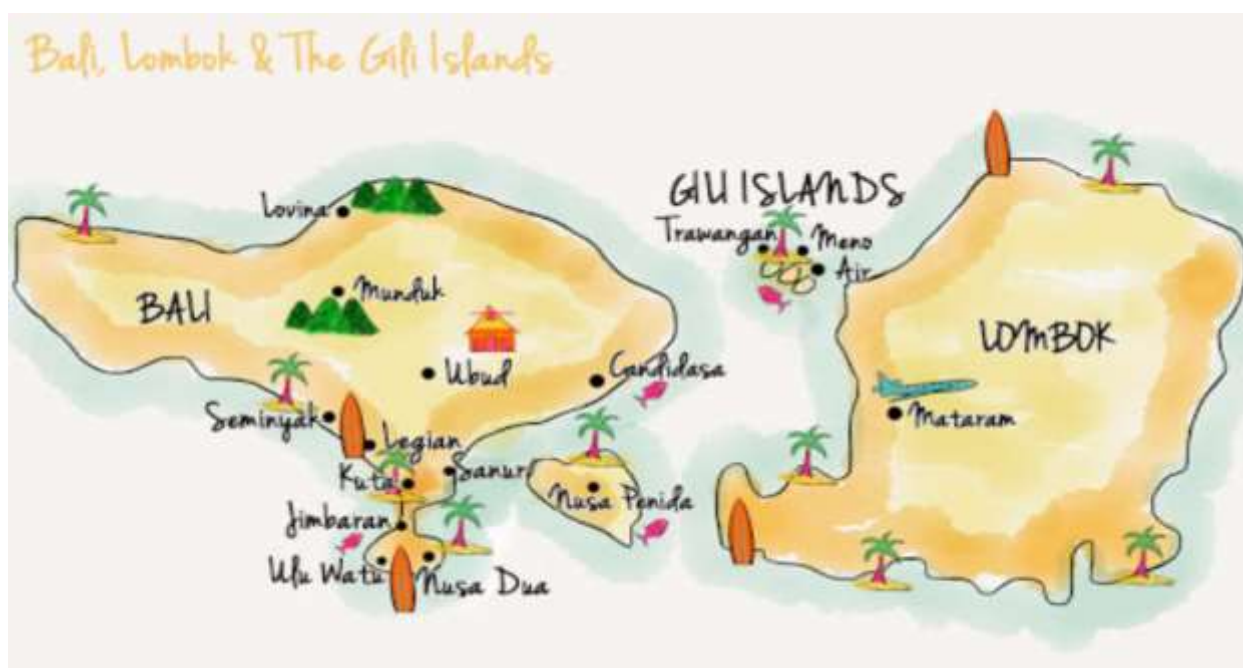 Bali, Lombok & The Gili Islands
GILI ISLANDS
Lovina
Trawangan
Meno
Air
Munduk
BALI
LOMBOK
Ubud
Candidasa
Seminyak
Mataram
Legian
Kuta
Sanur
Nusa Penida
Jimbaran
Ulu Watu
Nusa Dua